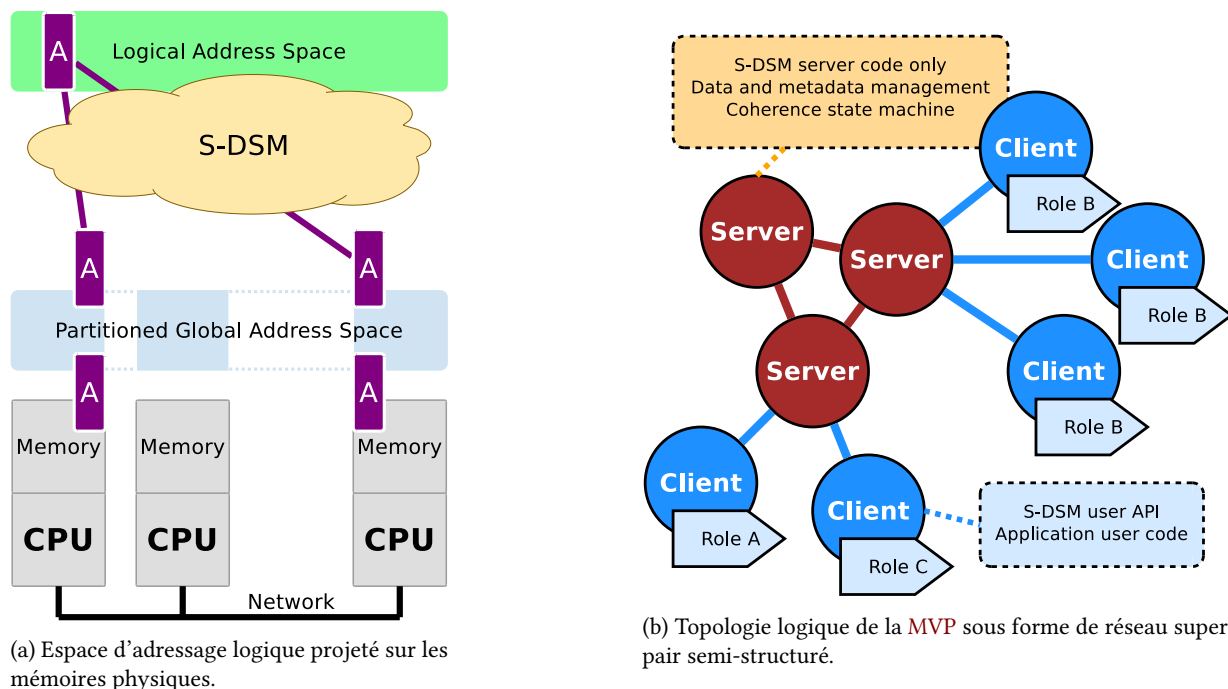 A
Logical Address Space
S-DSM
A
A
Partitioned Global Address Space
A
A
Memory
Memory
Memory
CPU
CPU
CPU
Network
(a) Espace d'adressage logique projeté sur les
mémoires physiques.
S-DSM server code only
Data and metadata management
Coherence state machine
Client
Role B
Server
Server
Client
Role B
Server
Client
Role B
Client
Role A
Client
Role C
S-DSM user API
Application user code
(b) Topologie logique de la MVP sous forme de réseau super
pair semi-structuré.